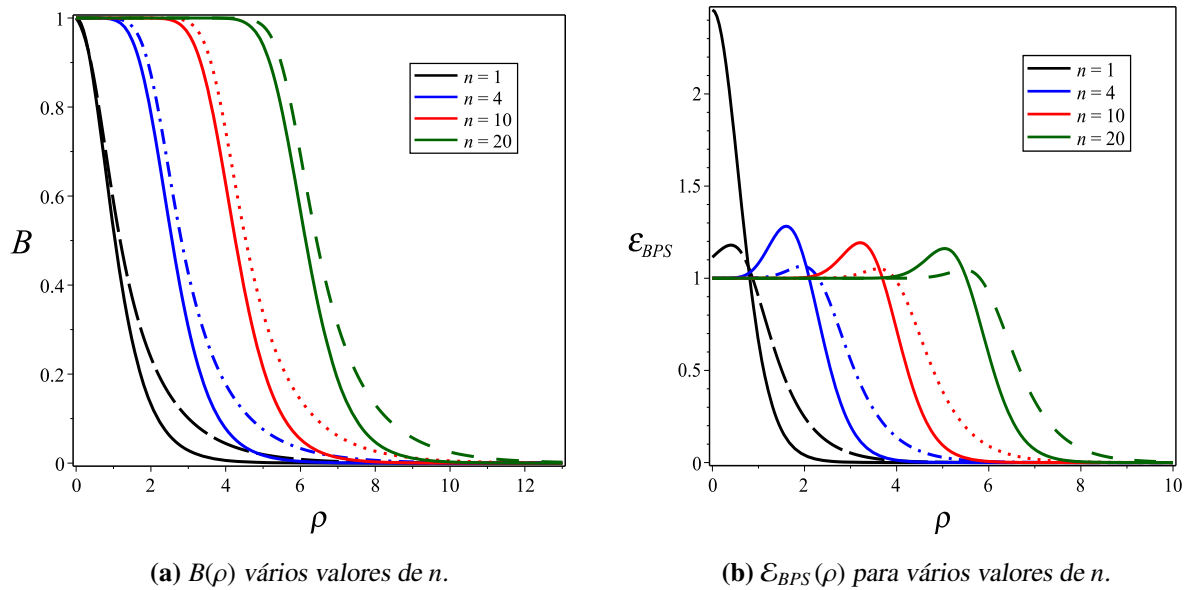 1
0.8
0.6
0.4
0.2
0
B
0
2
4
6
8
10
12
ρ
n = 1
n = 4
n = 10
n = 20
(a) B(ρ) vários valores de n.
2
1.5
1
0.5
0
ℰBPS
0
2
4
6
8
10
ρ
n = 1
n = 4
n = 10
n = 20
(b) ℰBPS(ρ) para vários valores de n.